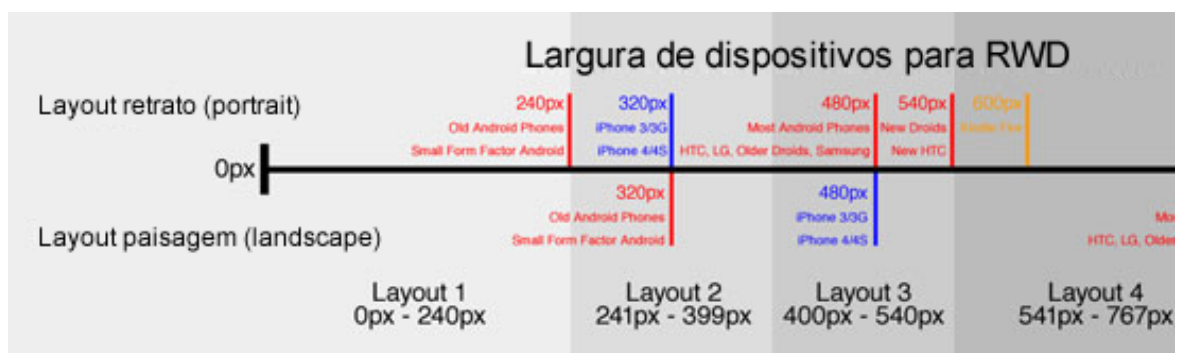 Largura de dispositivos para RWD
Layout retrato (portrait)
240px
Old Android Phones
Small Form Factor Android
320px
iPhone 3/3G
iPhone 4/4S
480px
Most Android Phones
HTC, LG, Older Droids, Samsung
540px
New Droids
New HTC
600px
Kindle Fire
0px
Layout paisagem (landscape)
320px
Old Android Phones
Small Form Factor Android
480px
iPhone 3/3G
iPhone 4/4S
HTC, LG, Older
Layout 1
0px - 240px
Layout 2
241px - 399px
Layout 3
400px - 540px
Layout 4
541px - 767px